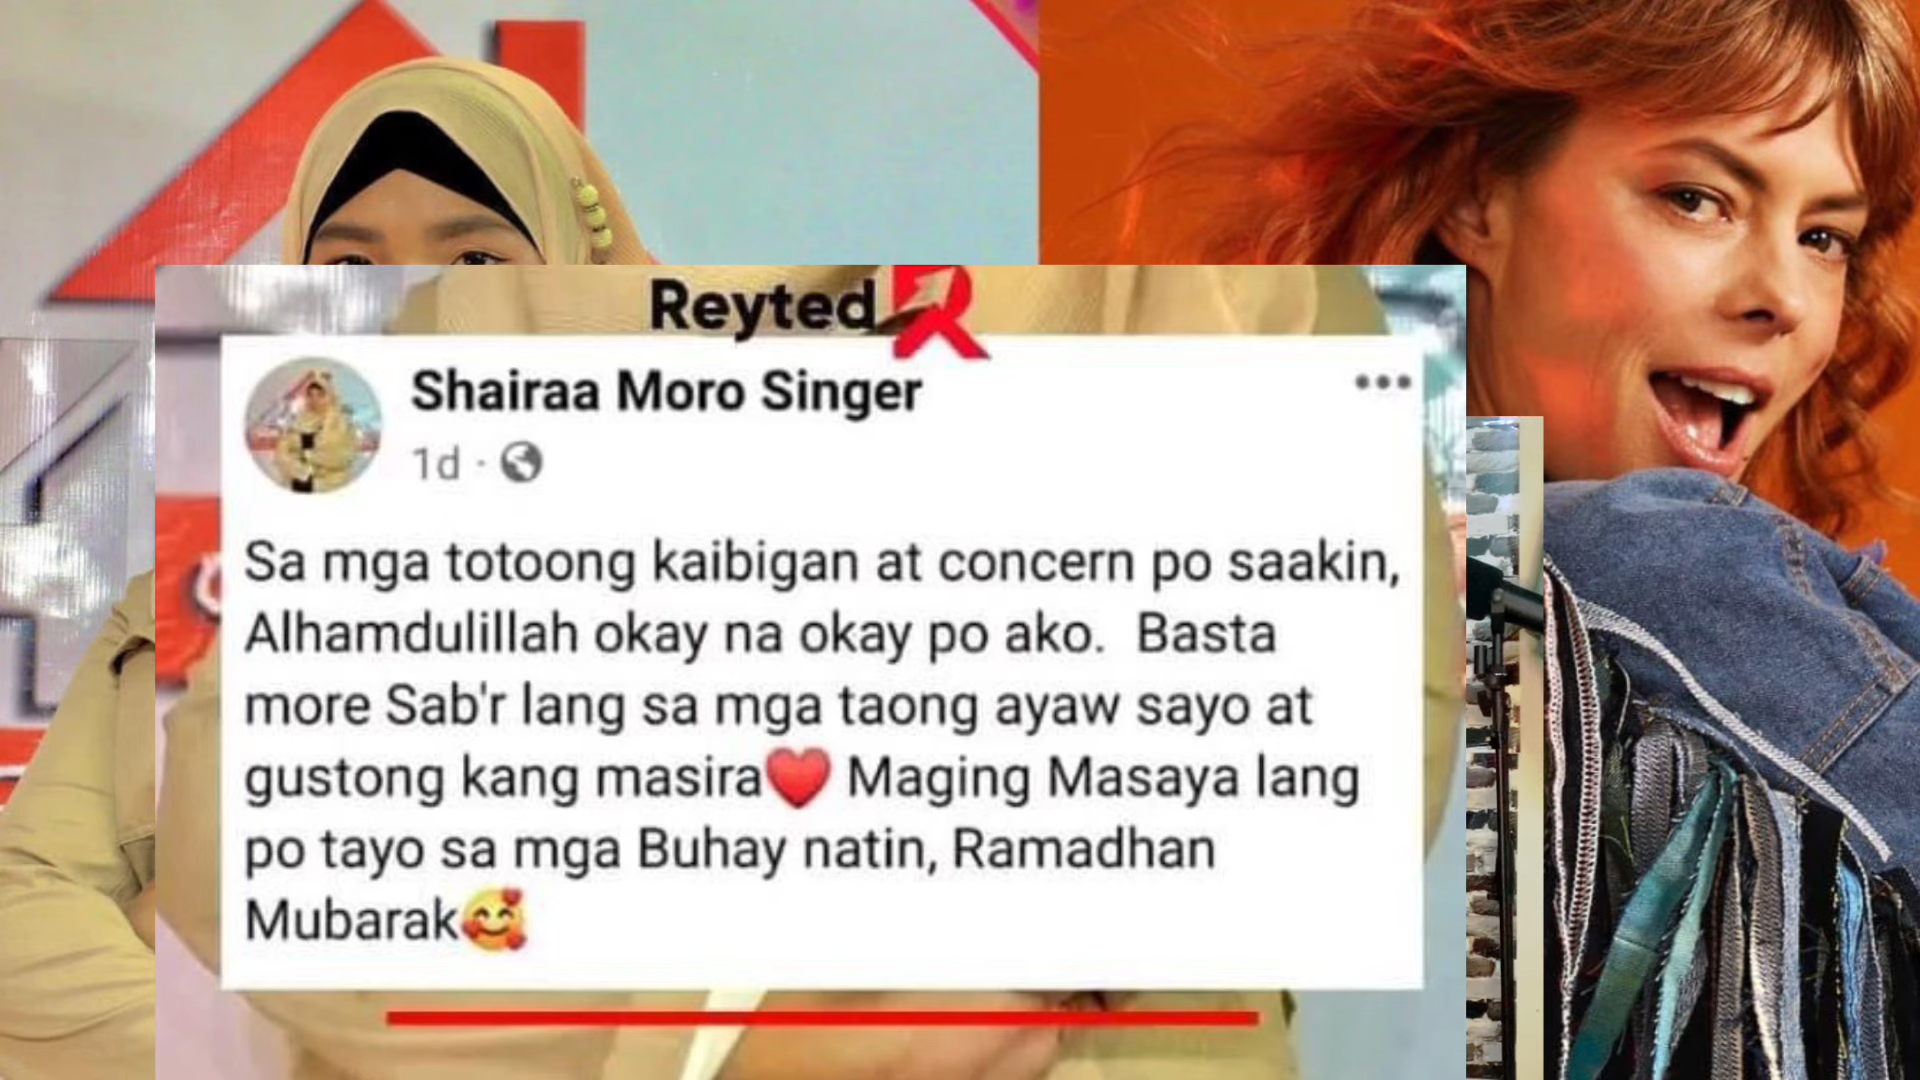 Reyted
Shairaa Moro Singer
1d ·
Sa mga totoong kaibigan at concern po saakin,
Alhamdulillah okay na okay po ako. Basta
more Sab'r lang sa mga taong ayaw sayo at
gustong kang masira❤️ Maging Masaya lang
po tayo sa mga Buhay natin, Ramadhan
Mubarak🥰